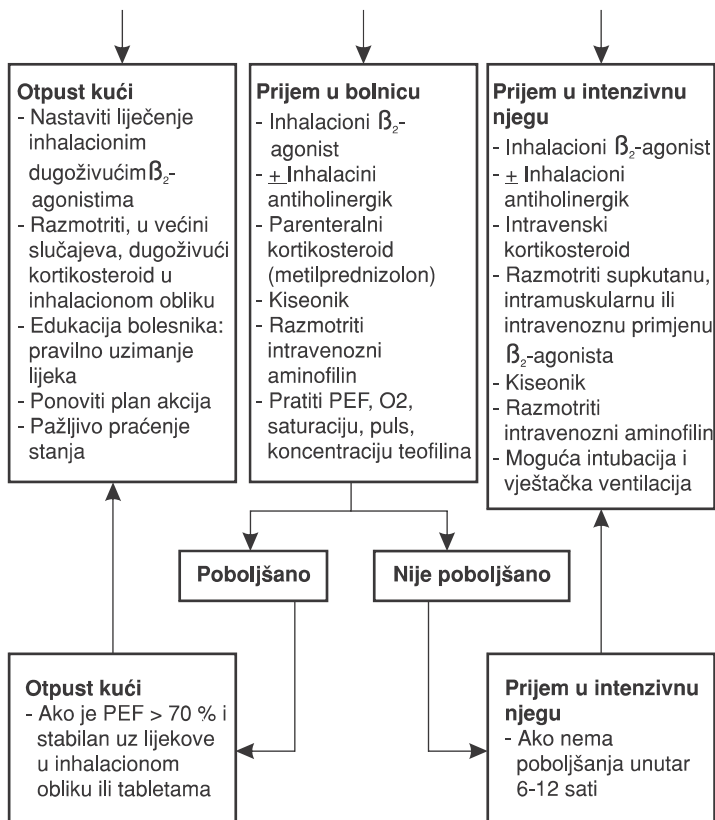 Otpust kući
- Nastaviti liječenje
inhalacionim
dugoživućim β₂-
agonistima
- Razmotriti, u većini
slučajeva, dugoživući
kortikosteroid u
inhalacionom obliku
- Edukacija bolesnika:
pravilno uzimanje
lijeka
- Ponoviti plan akcija
- Pažljivo praćenje
stanja
Prijem u bolnicu
- Inhalacioni β₂-
agonist
- ± Inhalacini
antiholinergik
- Parenteralni
kortikosteroid
(metilprednizolon)
- Kiseonik
- Razmotriti
intravenozni
aminofilin
- Pratiti PEF, O2,
saturaciju, puls,
koncentraciju teofilina
Prijem u intenzivnu
njegu
- Inhalacioni β₂-agonist
- ± Inhalacioni
antiholinergik
- Intravenski
kortikosteroid
- Razmotriti supkutanu,
intramuskularnu ili
intravenoznu primjenu
β₂-agonista
- Kiseonik
- Razmotriti
intravenozni aminofilin
- Moguća intubacija i
vještačka ventilacija
Poboljšano
Nije poboljšano
Otpust kući
- Ako je PEF > 70 % i
stabilan uz lijekove
u inhalacionom
obliku ili tabletama
Prijem u intenzivnu
njegu
- Ako nema
poboljšanja unutar
6-12 sati